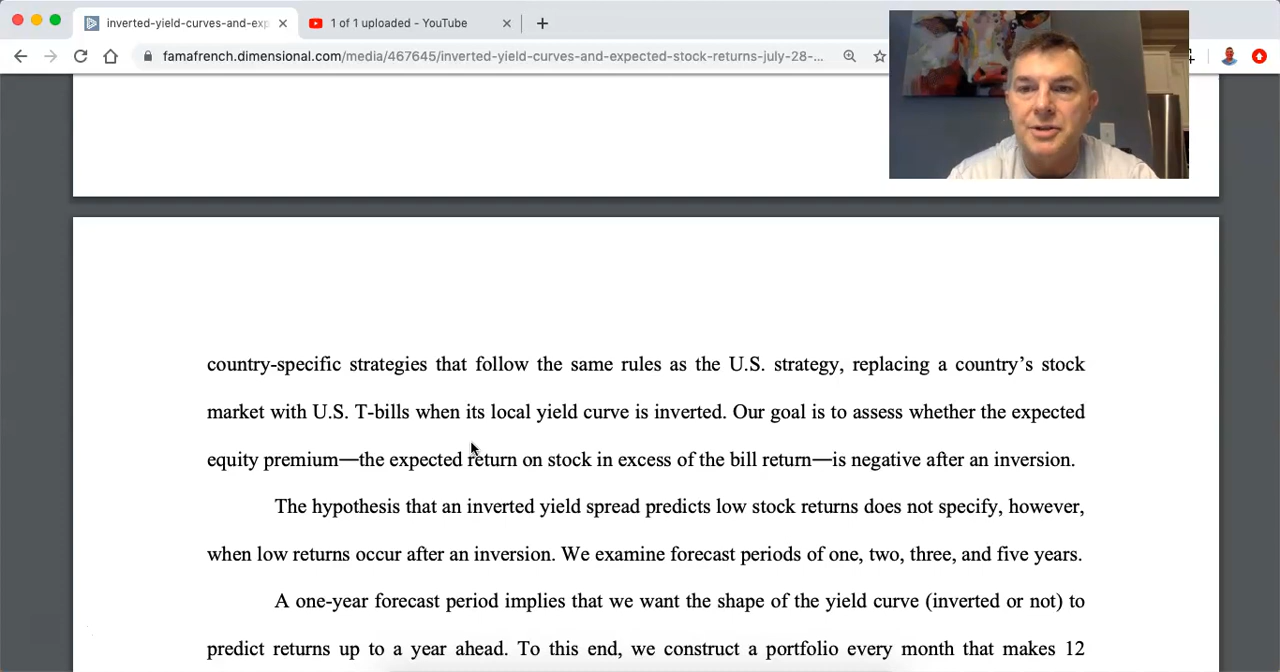 inverted-yield-curves-and-exp
1 of 1 uploaded - YouTube
famafrench.dimensional.com/media/467645/inverted-yield-curves-and-expected-stock-returns-july-28-...
country-specific strategies that follow the same rules as the U.S. strategy, replacing a country’s stock
market with U.S. T-bills when its local yield curve is inverted. Our goal is to assess whether the expected
equity premium—the expected return on stock in excess of the bill return—is negative after an inversion.
The hypothesis that an inverted yield spread predicts low stock returns does not specify, however,
when low returns occur after an inversion. We examine forecast periods of one, two, three, and five years.
A one-year forecast period implies that we want the shape of the yield curve (inverted or not) to
predict returns up to a year ahead. To this end, we construct a portfolio every month that makes 12